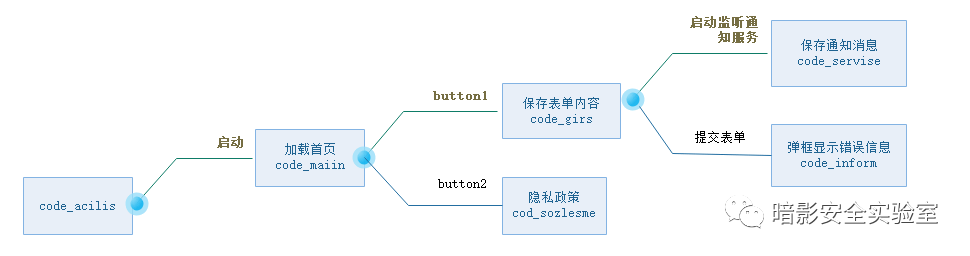 code_acilis
启动
加载首页
code_maiin
button1
button2
保存表单内容
code_girs
隐私政策
cod_sozlesme
启动监听通
知服务
提交表单
保存通知消息
code_servise
弹框显示错误信息
code_inform
暗影安全实验室